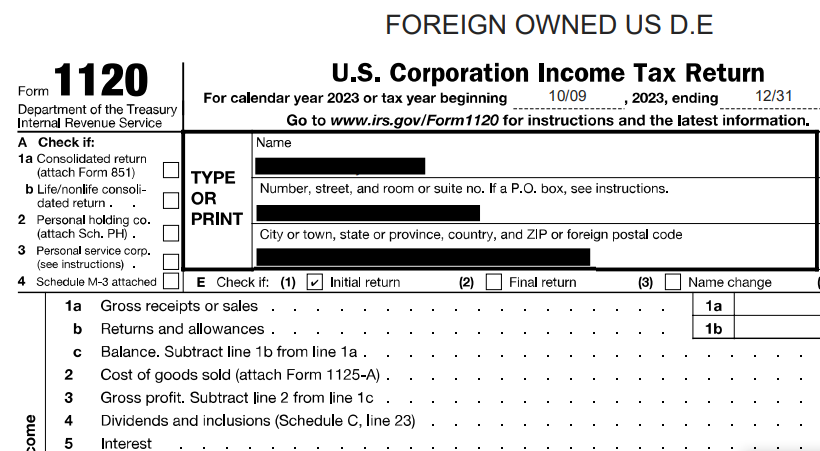 FOREIGN OWNED US D.E
Form 1120
Department of the Treasury
Internal Revenue Service
U.S. Corporation Income Tax Return
For calendar year 2023 or tax year beginning 10/09 , 2023, ending 12/31
Go to www.irs.gov/Form1120 for instructions and the latest information.
A Check if:
1a Consolidated return
(attach Form 851)
b Life/nonlife consoli-
dated return . .
2 Personal holding co.
(attach Sch. PH) .
3 Personal service corp.
(see instructions) .
4 Schedule M-3 attached
TYPE
OR
PRINT
Name
Number, street, and room or suite no. If a P.O. box, see instructions.
City or town, state or province, country, and ZIP or foreign postal code
E Check if: (1) ✔ Initial return (2) Final return (3) Name change
1a Gross receipts or sales . . . . . . . . . . . . . . . . 1a
b Returns and allowances . . . . . . . . . . . . . . . . 1b
c Balance. Subtract line 1b from line 1a . . . . . . . . . . . . . . . .
2 Cost of goods sold (attach Form 1125-A) . . . . . . . . . . . . . . . .
3 Gross profit. Subtract line 2 from line 1c . . . . . . . . . . . . . . . .
4 Dividends and inclusions (Schedule C, line 23) . . . . . . . . . . . . . . .
5 Interest . . . . . . . . . . . . . . . . . . . .